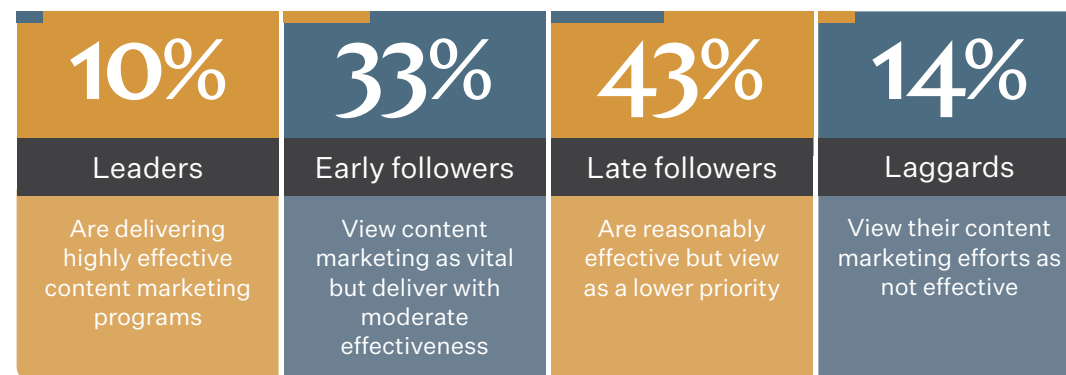 10%
Leaders
Are delivering
highly effective
content marketing
programs
33%
Early followers
View content
marketing as vital
but deliver with
moderate
effectiveness
43%
Late followers
Are reasonably
effective but view
as a lower priority
14%
Laggards
View their content
marketing efforts as
not effective